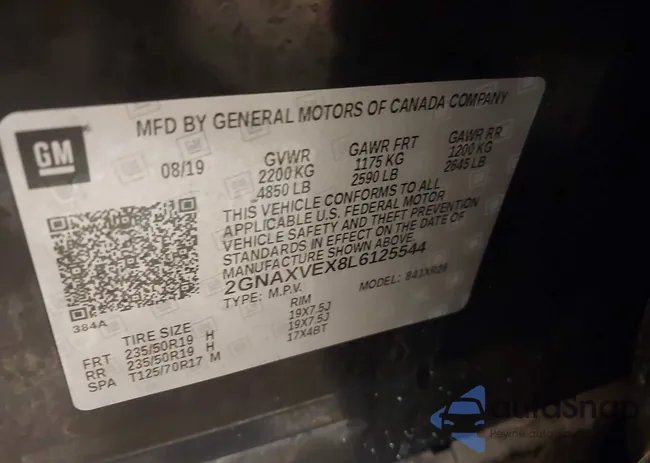 MFD BY GENERAL MOTORS OF CANADA COMPANY
GM
08/19 GVWR GAWR FRT GAWR RR
2200 KG 1175 KG 1200 KG
4850 LB 2590 LB 2645 LB
THIS VEHICLE CONFORMS TO ALL
APPLICABLE U.S. FEDERAL MOTOR
VEHICLE SAFETY AND THEFT PREVENTION
STANDARDS IN EFFECT ON THE DATE OF
MANUFACTURE SHOWN ABOVE.
2GNAXVEX8L6125544
TYPE: M.P.V. MODEL: 841XR26
384A
TIRE SIZE RIM
FRT 235/50R19 H 19X7.5J
RR 235/50R19 H 19X7.5J
SPA T125/70R17 M 17X4BT
autoSnap